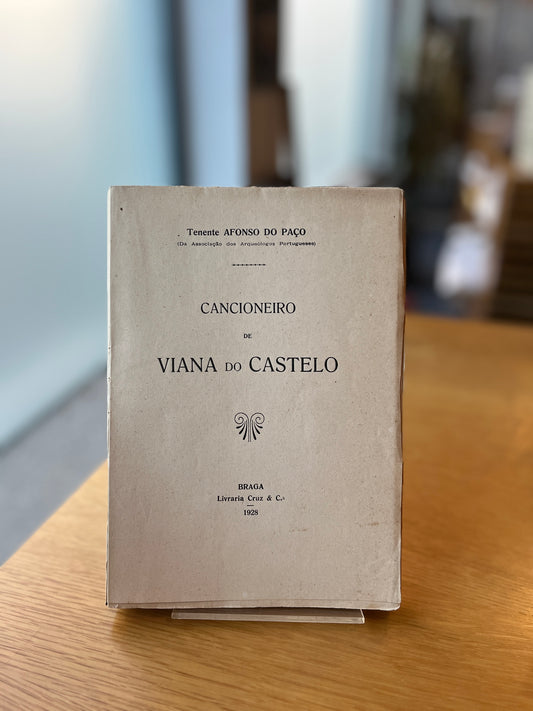 Tenente AFONSO DO PAÇO
(Da Associação dos Arqueólogos Portugueses)
CANCIONEIRO
DE
VIANA DO CASTELO
BRAGA
Livraria Cruz & C.ª
1928